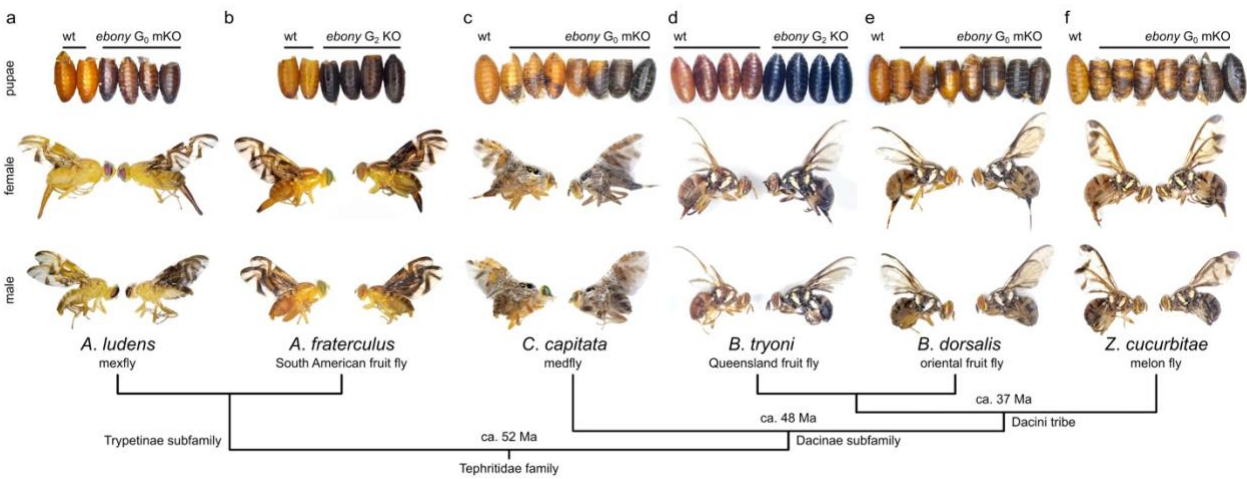 a b c d e f
wt ebony G₀ mKO wt ebony G₂ KO wt ebony G₀ mKO wt ebony G₂ KO wt ebony G₀ mKO wt ebony G₀ mKO
pupae
female
male
A. ludens A. fraterculus C. capitata B. tryoni B. dorsalis Z. cucurbitae
mexfly South American fruit fly medfly Queensland fruit fly oriental fruit fly melon fly
ca. 37 Ma
ca. 48 Ma Dacini tribe
Trypetinae subfamily ca. 52 Ma Dacinae subfamily
Tephritidae family